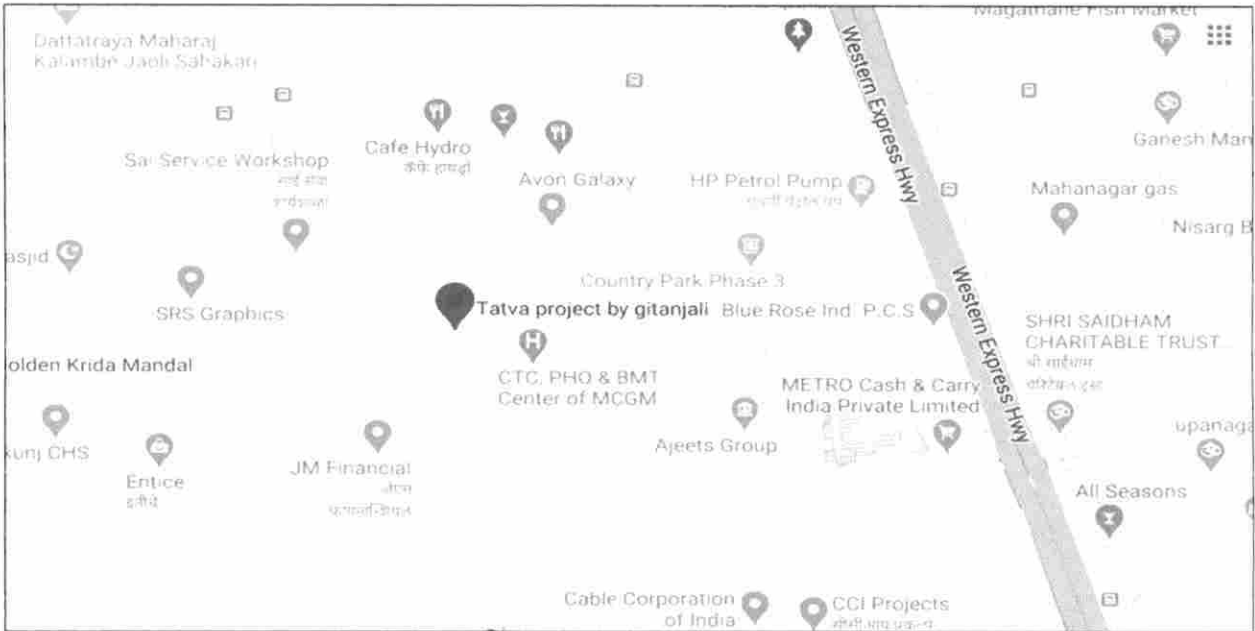 Magathane Fish Market
Dattatraya Maharaj
Kalambe Jaoli Sahakari
Western Express Hwy
Ganesh Man
Cafe Hydro
कॅफे हायड्रो
Sai Service Workshop
साई सेवा
Avon Galaxy
HP Petrol Pump
Mahanagar gas
Nisarg B
asjid
Country Park Phase 3
SRS Graphics
Tatva project by gitanjali
Blue Rose Ind. P.C.S
Western Express Hwy
SHRI SAIDHAM
CHARITABLE TRUST...
श्री साईधाम
olden Krida Mandal
CTC, PHO & BMT
Center of MCGM
METRO Cash & Carry
India Private Limited
Ajeets Group
upanaga
kunj CHS
Entice
JM Financial
All Seasons
Cable Corporation
of India
CCI Projects